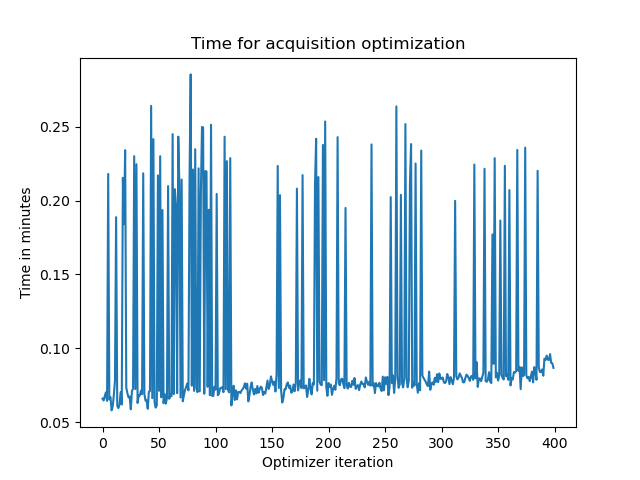 Time for acquisition optimization
Time in minutes
0.25
0.20
0.15
0.10
0.05
0 50 100 150 200 250 300 350 400
Optimizer iteration